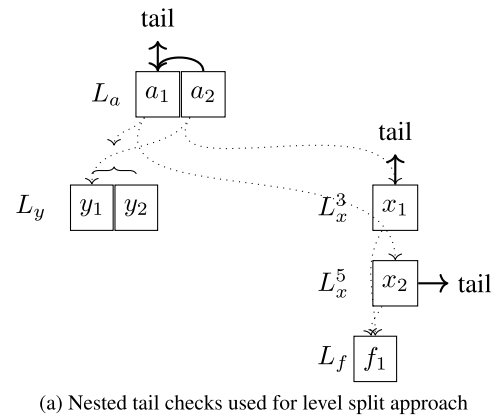 tail
L_a a_1 a_2
tail
L_y y_1 y_2
L_x^3 x_1
L_x^5 x_2 tail
L_f f_1
(a) Nested tail checks used for level split approach